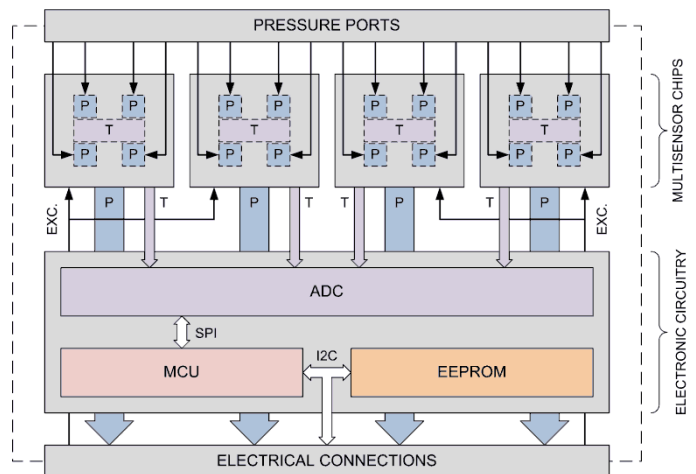 PRESSURE PORTS
P P P P P P P P
T T T T
P P P P P P P P
MULTISENSOR CHIPS
EXC. P T P T T P T P EXC.
ADC
SPI
I2C
MCU EEPROM
ELECTRONIC CIRCUITRY
ELECTRICAL CONNECTIONS